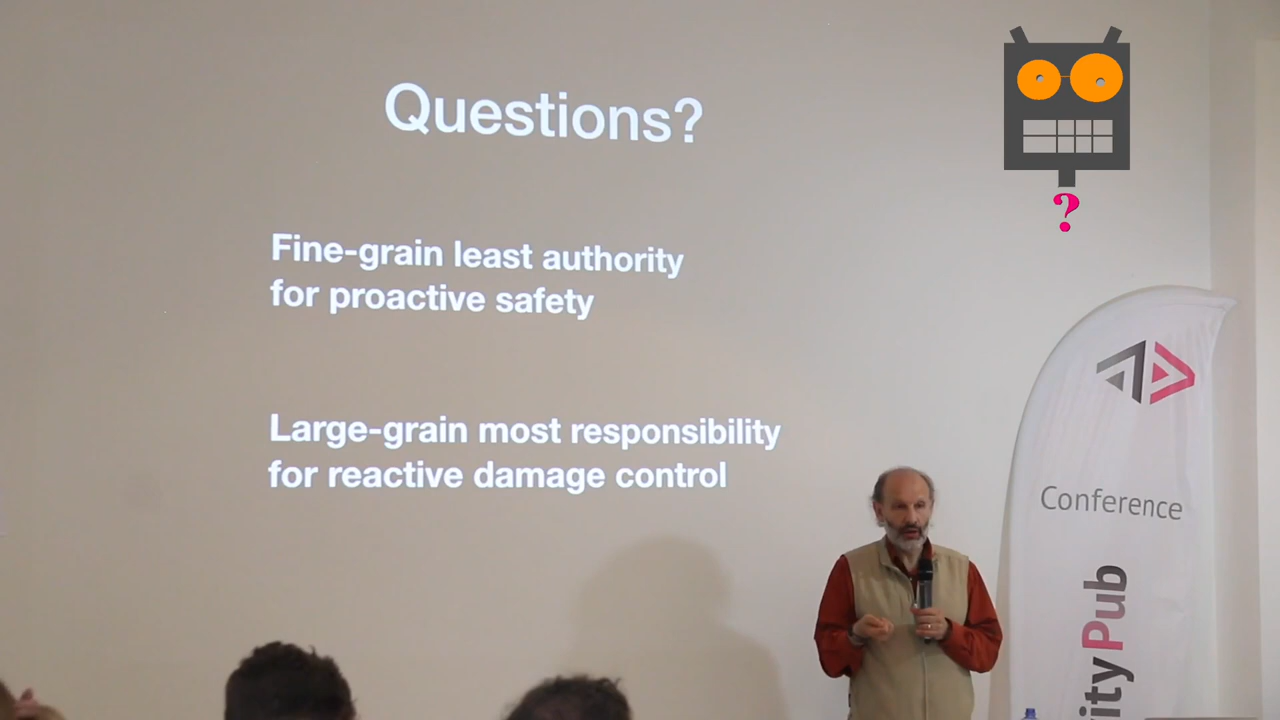 Questions?
?
Fine-grain least authority
for proactive safety
Large-grain most responsibility
for reactive damage control
Conference
ityPub